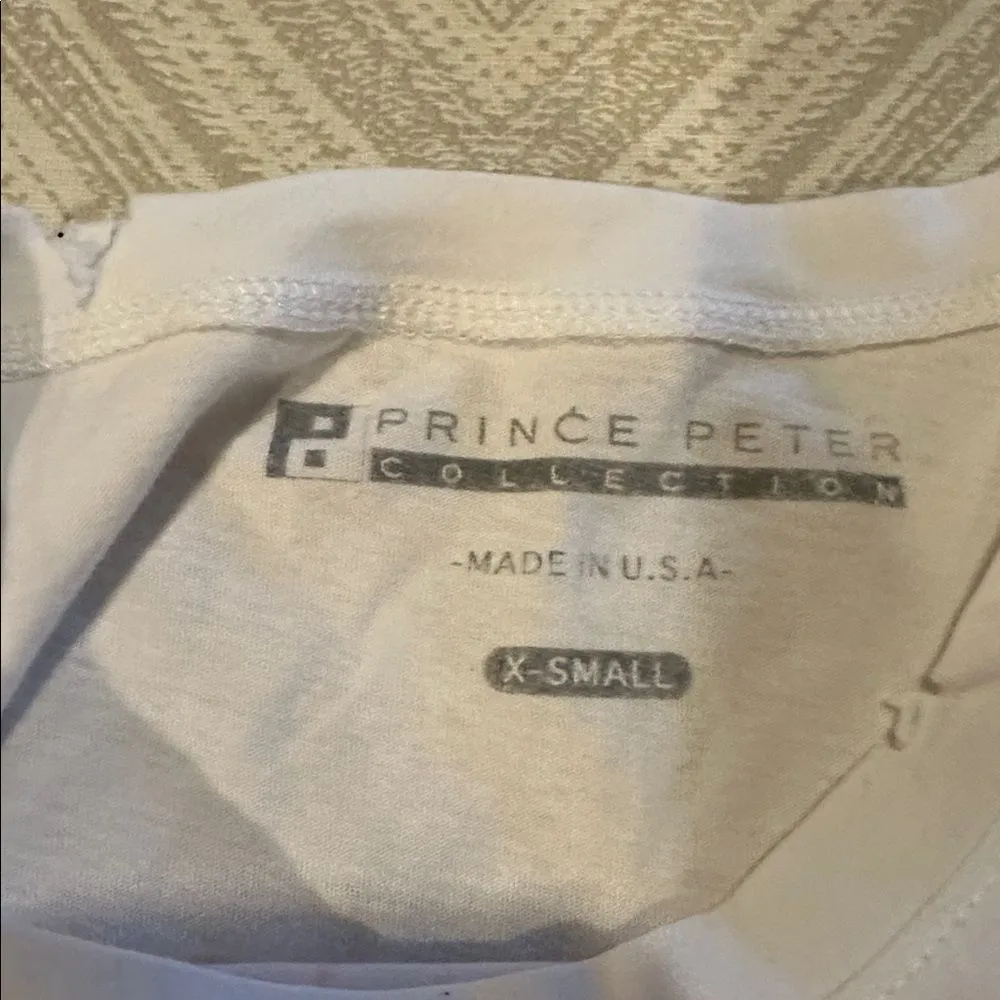 PRINCE PETER
COLLECTION
-MADE IN U.S.A-
X-SMALL